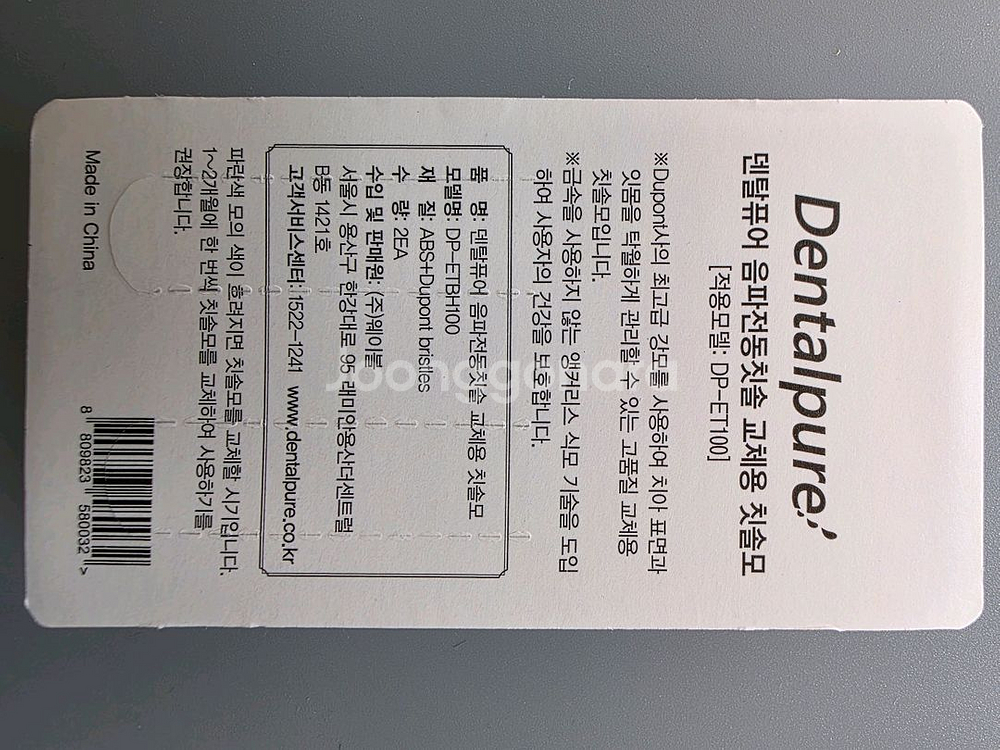 Dentalpure
덴탈퓨어 음파전동칫솔 교체용 칫솔모
[적용모델: DP-ET100]
※Dupont사의 최고급 강모를 사용하여 치아 표면과
잇몸을 탁월하게 관리할 수 있는 고품질 교체용
칫솔모입니다.
※금속을 사용하지 않는 앵커리스 식모 기술을 도입
하여 사용자의 건강을 보호합니다.
품 명: 덴탈퓨어 음파전동칫솔 교체용 칫솔모
모델명: DP-ETBH100
재 질: ABS+Dupont bristles
수 량: 2EA
수입 및 판매원: (주)웨이블
서울시 용산구 한강대로 95 래미안용산더센트럴
B동 1421호
고객서비스센터: 1522-1241 www.dentalpure.co.kr
파란색 모의 색이 흐려지면 칫솔모를 교체할 시기입니다.
1~2개월에 한 번씩 칫솔모를 교체하여 사용하기를
권장합니다.
Made in China
8 809823 580032 >
Joonggonara